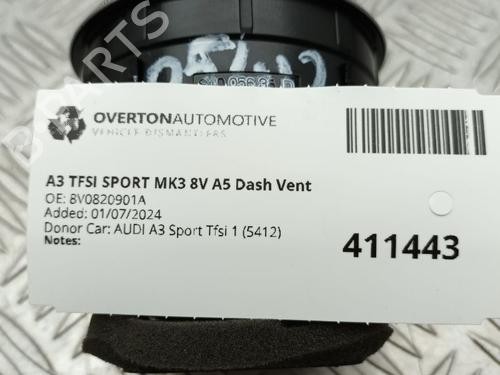 OVERTONAUTOMOTIVE
VEHICLE DISMANTLERS
A3 TFSI SPORT MK3 8V A5 Dash Vent
OE: 8V0820901A
Added: 01/07/2024
Donor Car: AUDI A3 Sport Tfsi 1 (5412)
Notes:
411443